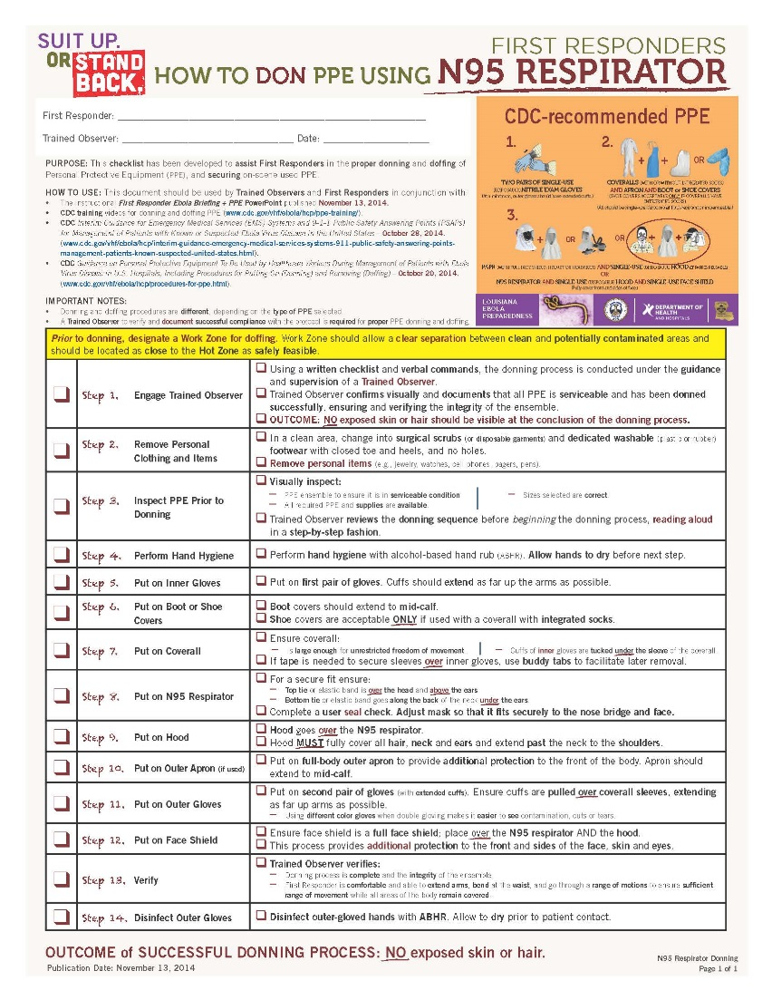 SUIT UP.
OR STAND
BACK.
FIRST RESPONDERS
HOW TO DON PPE USING N95 RESPIRATOR
First Responder:
Trained Observer: Date:
PURPOSE: This checklist has been developed to assist First Responders in the proper donning and doffing of
Personal Protective Equipment (PPE), and securing on-scene used PPE.
HOW TO USE: This document should be used by Trained Observers and First Responders in conjunction with
• The instructional First Responder Ebola Briefing + PPE PowerPoint published November 13, 2014.
• CDC training videos for donning and doffing PPE (www.cdc.gov/vhf/ebola/hcp/ppe-training/).
• CDC Interim Guidance for Emergency Medical Services (EMS) Systems and 9-1-1 Public Safety Answering Points (PSAPs)
for Management of Patients with Known or Suspected Ebola Virus Disease in the United States - October 28, 2014.
(www.cdc.gov/vhf/ebola/hcp/interim-guidance-emergency-medical-services-systems-911-public-safety-answering-points-
management-patients-known-suspected-united-states.html).
• CDC Guidance on Personal Protective Equipment To Be Used by Healthcare Workers During Management of Patients with Ebola
Virus Disease in U.S. Hospitals, Including Procedures for Putting On (Donning) and Removing (Doffing) - October 20, 2014.
(www.cdc.gov/vhf/ebola/hcp/procedures-for-ppe.html).
IMPORTANT NOTES:
• Donning and doffing procedures are different, depending on the type of PPE selected.
• A Trained Observer to verify and document successful compliance with the protocol is required for proper PPE donning and doffing.
CDC-recommended PPE
1.
TWO PAIRS OF SINGLE-USE
(DISPOSABLE) NITRILE EXAM GLOVES
2.
+ + OR
COVERALLS (WITH OR WITHOUT INTEGRATED SOCKS)
AND APRON AND BOOT or SHOE COVERS
(SHOE COVERS ACCEPTABLE ONLY IF COVERALLS HAVE
INTEGRATED SOCKS)
3.
+ OR OR + +
OR
N95 RESPIRATOR AND SINGLE-USE (DISPOSABLE) HOOD AND SINGLE-USE FACE SHIELD
LOUISIANA
EBOLA
PREPAREDNESS
DEPARTMENT OF
HEALTH
AND HOSPITALS
Prior to donning, designate a Work Zone for doffing. Work Zone should allow a clear separation between clean and potentially contaminated areas and
should be located as close to the Hot Zone as safely feasible.
Step 1. Engage Trained Observer
Using a written checklist and verbal commands, the donning process is conducted under the guidance
and supervision of a Trained Observer.
Trained Observer confirms visually and documents that all PPE is serviceable and has been donned
successfully, ensuring and verifying the integrity of the ensemble.
OUTCOME: NO exposed skin or hair should be visible at the conclusion of the donning process.
Step 2. Remove Personal
Clothing and Items
In a clean area, change into surgical scrubs (or disposable garments) and dedicated washable (plastic or rubber)
footwear with closed toe and heels, and no holes.
Remove personal items (e.g., jewelry, watches, cell phones, pagers, pens).
Step 3. Inspect PPE Prior to
Donning
Visually inspect:
— PPE ensemble to ensure it is in serviceable condition
— All required PPE and supplies are available.
— Sizes selected are correct.
Trained Observer reviews the donning sequence before beginning the donning process, reading aloud
in a step-by-step fashion.
Step 4. Perform Hand Hygiene
Perform hand hygiene with alcohol-based hand rub (ABHR). Allow hands to dry before next step.
Step 5. Put on Inner Gloves
Put on first pair of gloves. Cuffs should extend as far up the arms as possible.
Step 6. Put on Boot or Shoe
Covers
Boot covers should extend to mid-calf.
Shoe covers are acceptable ONLY if used with a coverall with integrated socks.
Step 7. Put on Coverall
Ensure coverall:
— Is large enough for unrestricted freedom of movement.
— Cuffs of inner gloves are tucked under the sleeve of the coverall.
If tape is needed to secure sleeves over inner gloves, use buddy tabs to facilitate later removal.
Step 8. Put on N95 Respirator
For a secure fit ensure:
— Top tie or elastic band is over the head and above the ears
— Bottom tie or elastic band goes along the back of the neck under the ears.
Complete a user seal check. Adjust mask so that it fits securely to the nose bridge and face.
Step 9. Put on Hood
Hood goes over the N95 respirator.
Hood MUST fully cover all hair, neck and ears and extend past the neck to the shoulders.
Step 10. Put on Outer Apron (if used)
Put on full-body outer apron to provide additional protection to the front of the body. Apron should
extend to mid-calf.
Step 11. Put on Outer Gloves
Put on second pair of gloves (with extended cuffs). Ensure cuffs are pulled over coverall sleeves, extending
as far up arms as possible.
— Using different color gloves when double gloving makes it easier to see contamination, cuts or tears.
Step 12. Put on Face Shield
Ensure face shield is a full face shield; place over the N95 respirator AND the hood.
This process provides additional protection to the front and sides of the face, skin and eyes.
Step 13. Verify
Trained Observer verifies:
— Donning process is complete and the integrity of the ensemble.
— First Responder is comfortable and able to extend arms, bend at the waist, and go through a range of motions to ensure sufficient
range of movement while all areas of the body remain covered.
Step 14. Disinfect Outer Gloves
Disinfect outer-gloved hands with ABHR. Allow to dry prior to patient contact.
OUTCOME of SUCCESSFUL DONNING PROCESS: NO exposed skin or hair.
Publication Date: November 13, 2014
N95 Respirator Donning
Page 1 of 1